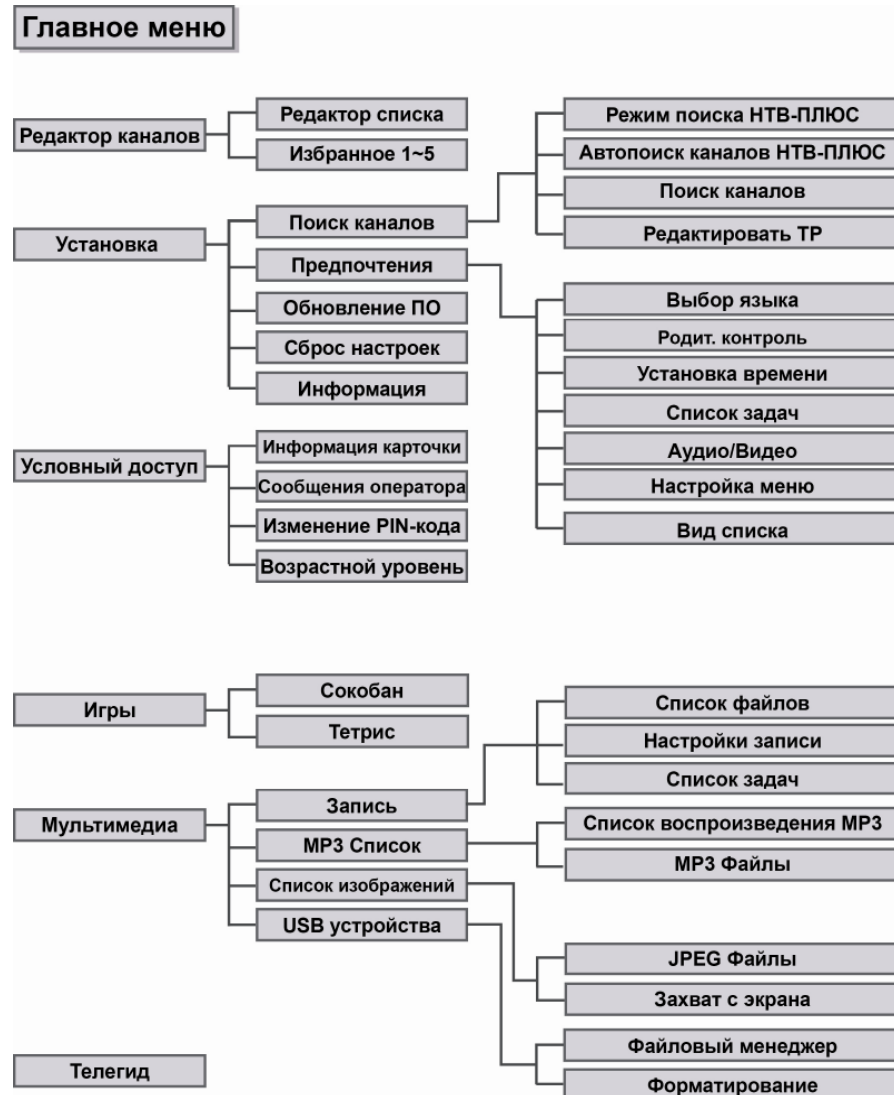 Главное меню
Редактор каналов
Редактор списка
Избранное 1~5
Режим поиска НТВ-ПЛЮС
Автопоиск каналов НТВ-ПЛЮС
Поиск каналов
Редактировать ТР
Установка
Поиск каналов
Предпочтения
Обновление ПО
Сброс настроек
Информация
Выбор языка
Родит. контроль
Установка времени
Список задач
Аудио/Видео
Настройка меню
Вид списка
Условный доступ
Информация карточки
Сообщения оператора
Изменение PIN-кода
Возрастной уровень
Игры
Сокобан
Тетрис
Мультимедиа
Запись
MP3 Список
Список изображений
USB устройства
Список файлов
Настройки записи
Список задач
Список воспроизведения MP3
MP3 Файлы
JPEG Файлы
Захват с экрана
Файловый менеджер
Форматирование
Телегид